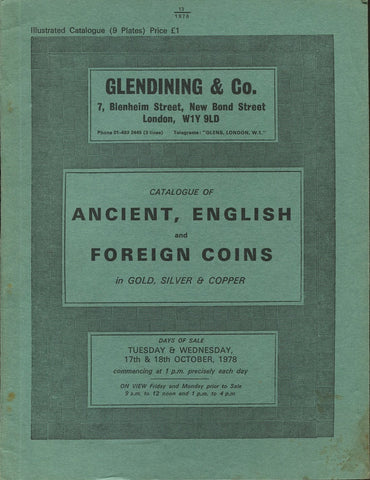 13
1978
Illustrated Catalogue (9 Plates) Price £1
GLENDINING & Co.
7, Blenheim Street, New Bond Street
London, W1Y 9LD
Phone 01-493 2445 (3 lines) Telegrams: "GLENS, LONDON, W.1."
CATALOGUE OF
ANCIENT, ENGLISH
and
FOREIGN COINS
in GOLD, SILVER & COPPER
DAYS OF SALE
TUESDAY & WEDNESDAY,
17th & 18th OCTOBER, 1978
commencing at 1 p.m. precisely each day
ON VIEW Friday and Monday prior to Sale
9 a.m. to 12 noon and 1 p.m. to 4 p.m